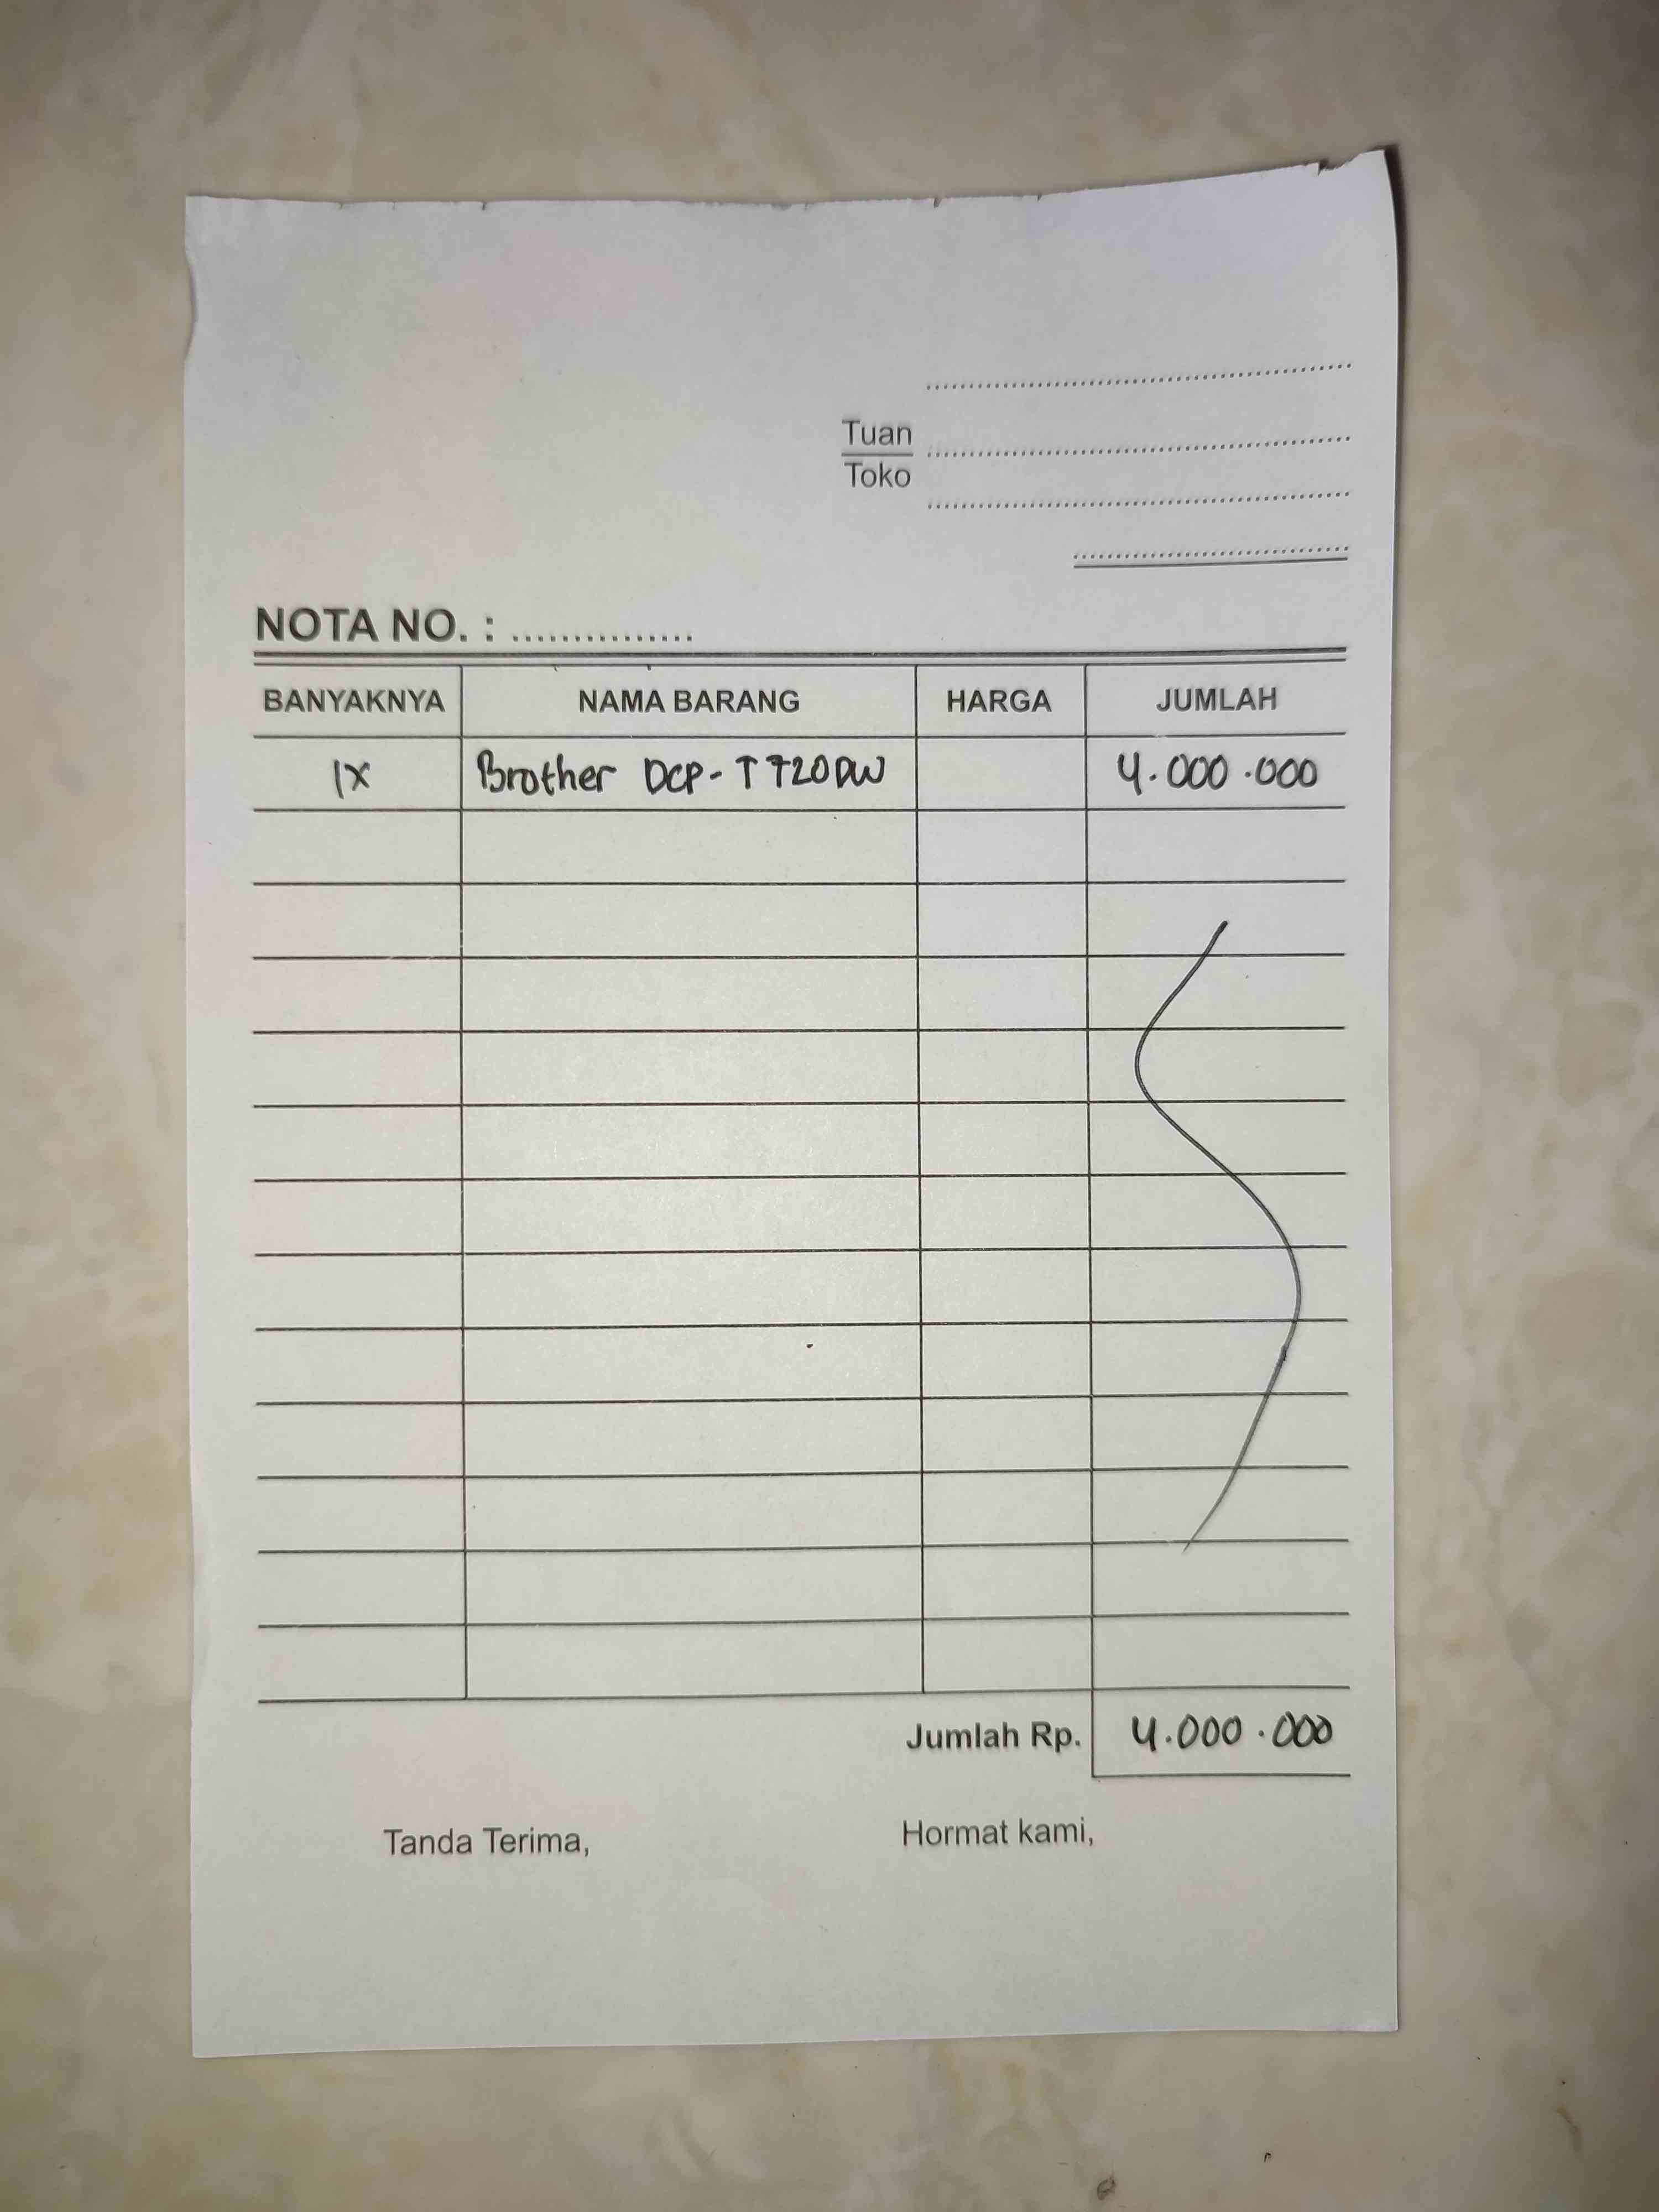 Tuan
Toko
NOTA NO. : ...............
BANYAKNYA NAMA BARANG HARGA JUMLAH
1X Brother DCP-T720DW 4.000.000
Jumlah Rp. 4.000.000
Tanda Terima, Hormat kami,